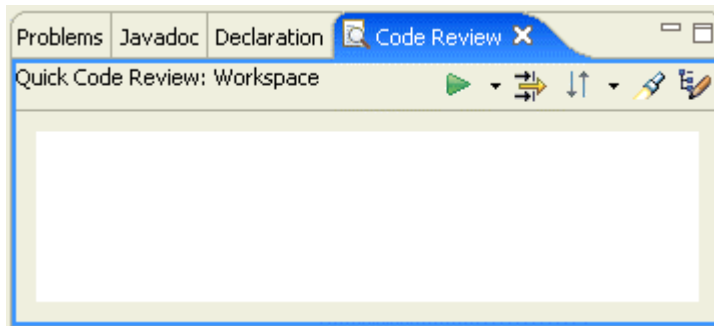 Problems Javadoc Declaration Code Review
Quick Code Review: Workspace